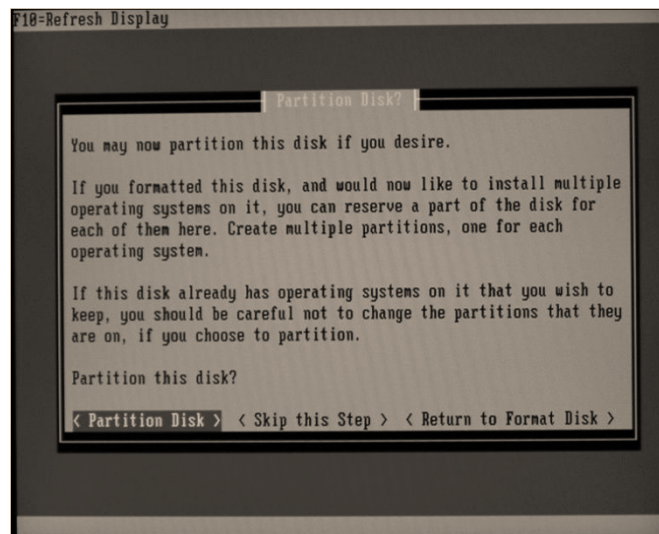 F10=Refresh Display
Partition Disk?
You may now partition this disk if you desire.
If you formatted this disk, and would now like to install multiple
operating systems on it, you can reserve a part of the disk for
each of them here. Create multiple partitions, one for each
operating system.
If this disk already has operating systems on it that you wish to
keep, you should be careful not to change the partitions that they
are on, if you choose to partition.
Partition this disk?
< Partition Disk > < Skip this Step > < Return to Format Disk >